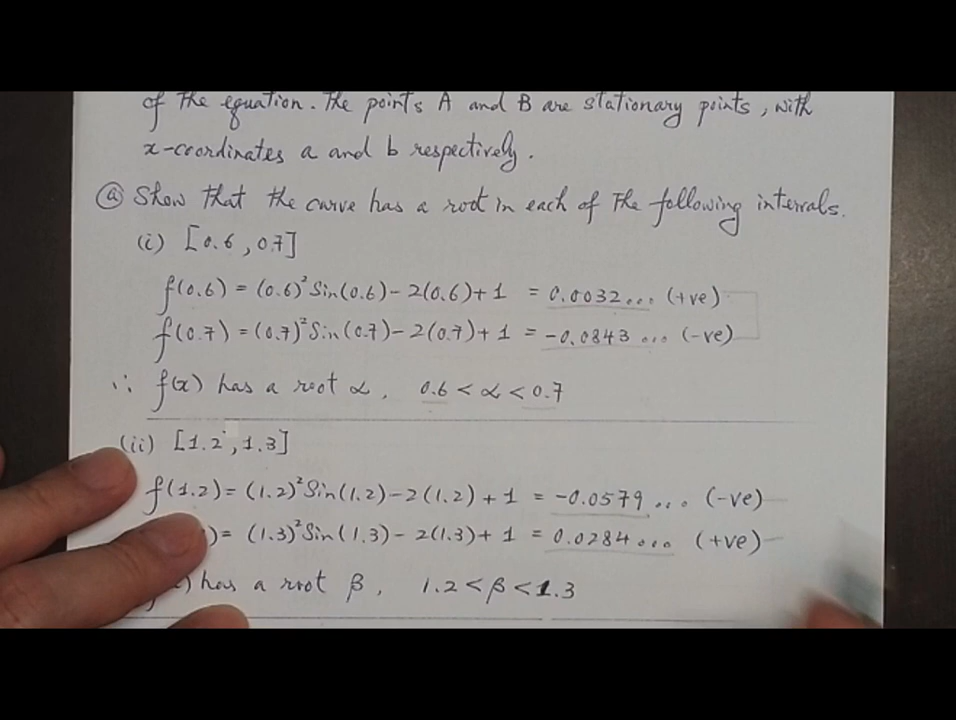 of the equation. The points A and B are stationary points, with
x-coordinates a and b respectively.
ⓐ Show that the curve has a root in each of the following intervals.
(i) [0.6, 0.7]
f(0.6) = (0.6)² Sin(0.6) - 2(0.6) + 1 = 0.0032... (+ve)
f(0.7) = (0.7)² Sin(0.7) - 2(0.7) + 1 = -0.0843... (-ve)
∴ f(x) has a root α, 0.6 < α < 0.7
(ii) [1.2, 1.3]
f(1.2) = (1.2)² Sin(1.2) - 2(1.2) + 1 = -0.0579... (-ve)
) = (1.3)² Sin(1.3) - 2(1.3) + 1 = 0.0284... (+ve)
) has a root β, 1.2 < β < 1.3